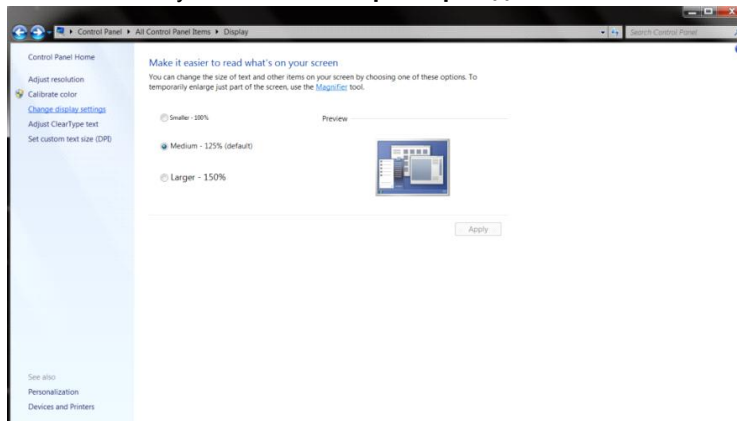 Control Panel ▸ All Control Panel Items ▸ Display
Search Control Panel
Control Panel Home
Adjust resolution
Calibrate color
Change display settings
Adjust ClearType text
Set custom text size (DPI)
Make it easier to read what's on your screen
You can change the size of text and other items on your screen by choosing one of these options. To
temporarily enlarge just part of the screen, use the Magnifier tool.
Smaller - 100%
Preview
Medium - 125% (default)
Larger - 150%
Apply
See also
Personalization
Devices and Printers